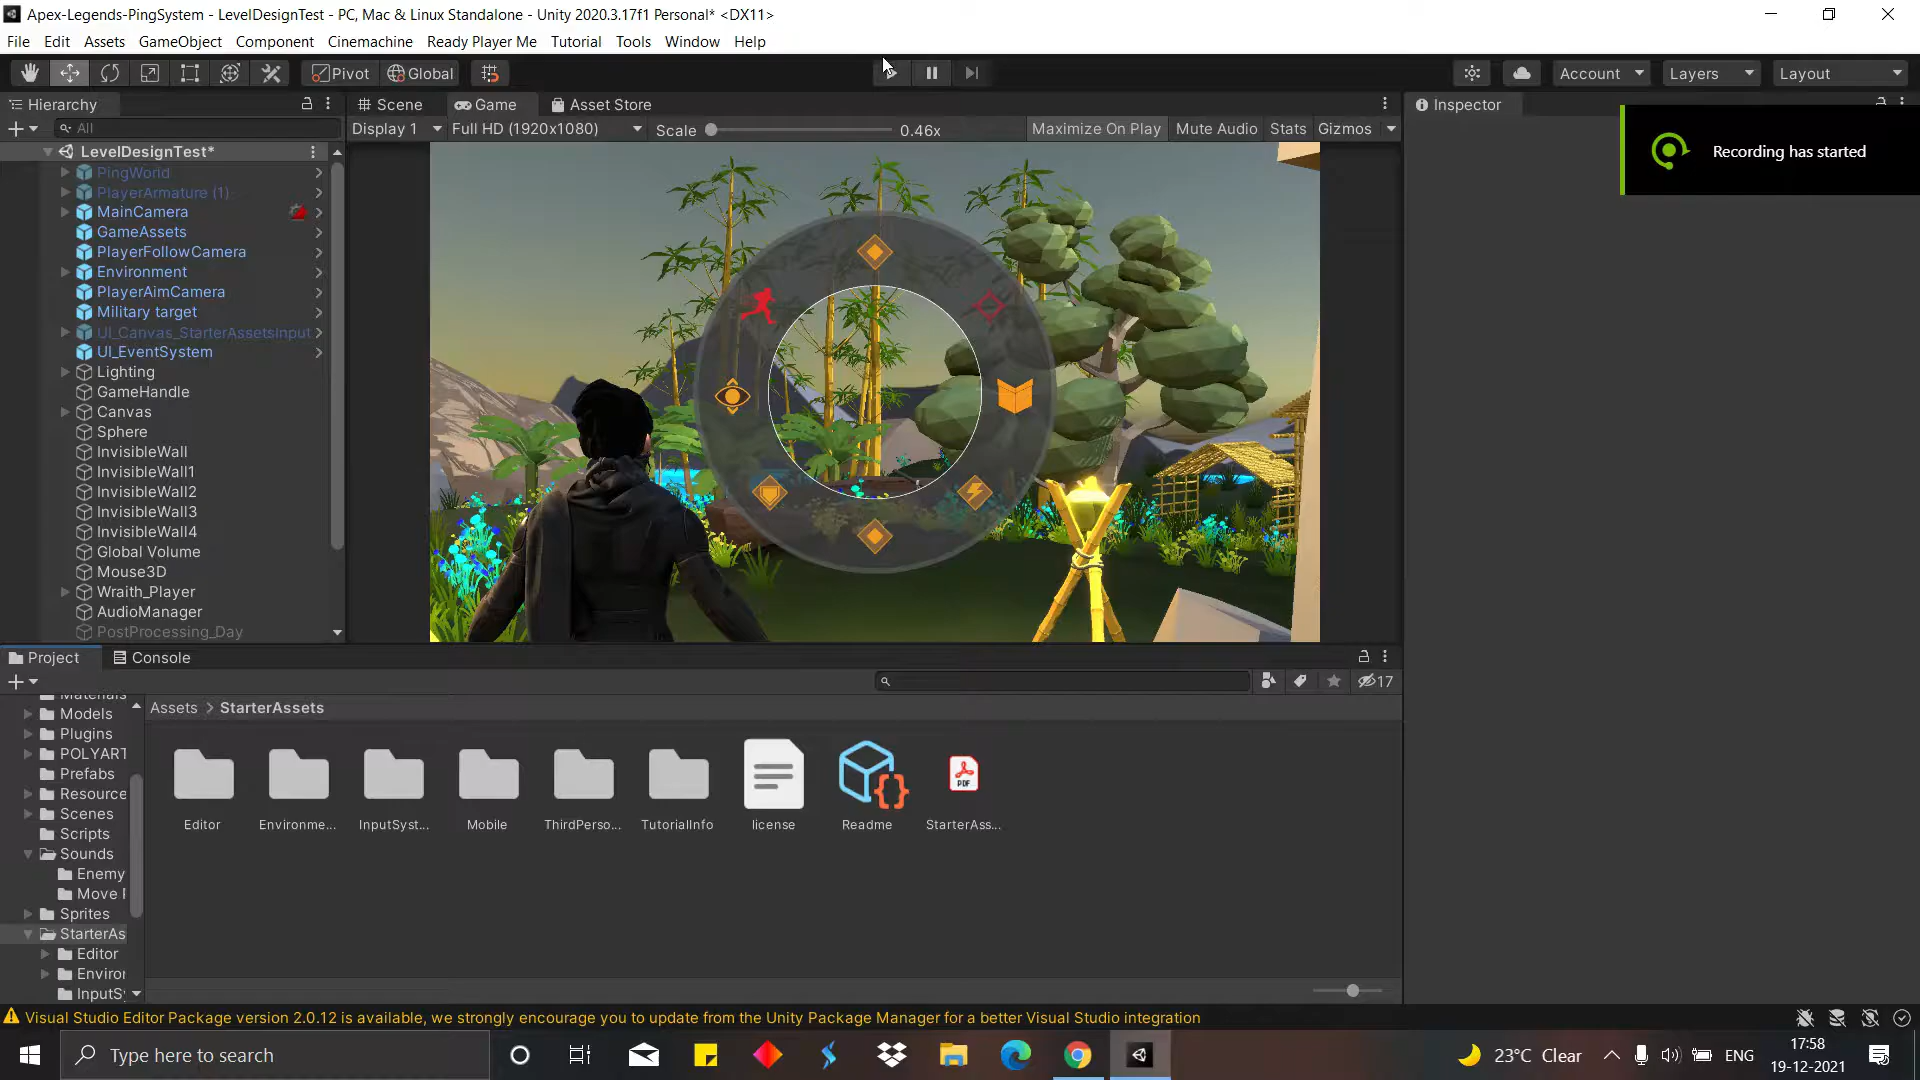 Apex-Legends-PingSystem - LevelDesignTest - PC, Mac & Linux Standalone - Unity 2020.3.17f1 Personal* <DX11>
File Edit Assets GameObject Component Cinemachine Ready Player Me Tutorial Tools Window Help
Pivot Global Account Layers Layout
Hierarchy Scene Game Asset Store Inspector
All Display 1 Full HD (1920x1080) Scale 0.46x Maximize On Play Mute Audio Stats Gizmos
Recording has started
LevelDesignTest*
PingWorld
PlayerArmature (1)
MainCamera
GameAssets
PlayerFollowCamera
Environment
PlayerAimCamera
Military target
UI_Canvas_StarterAssetsInput
UI_EventSystem
Lighting
GameHandle
Canvas
Sphere
InvisibleWall
InvisibleWall1
InvisibleWall2
InvisibleWall3
InvisibleWall4
Global Volume
Mouse3D
Wraith_Player
AudioManager
PostProcessing_Day
Project Console
17
Materials
Models
Plugins
POLYART
Prefabs
Resource
Scenes
Scripts
Sounds
Enemy
Move
Sprites
StarterAs
Editor
Enviror
InputS
Assets > StarterAssets
Editor Environme... InputSyst... Mobile ThirdPerso... TutorialInfo license Readme StarterAss...
PDF
Visual Studio Editor Package version 2.0.12 is available, we strongly encourage you to update from the Unity Package Manager for a better Visual Studio integration
Type here to search
23°C Clear ENG
17:58
19-12-2021